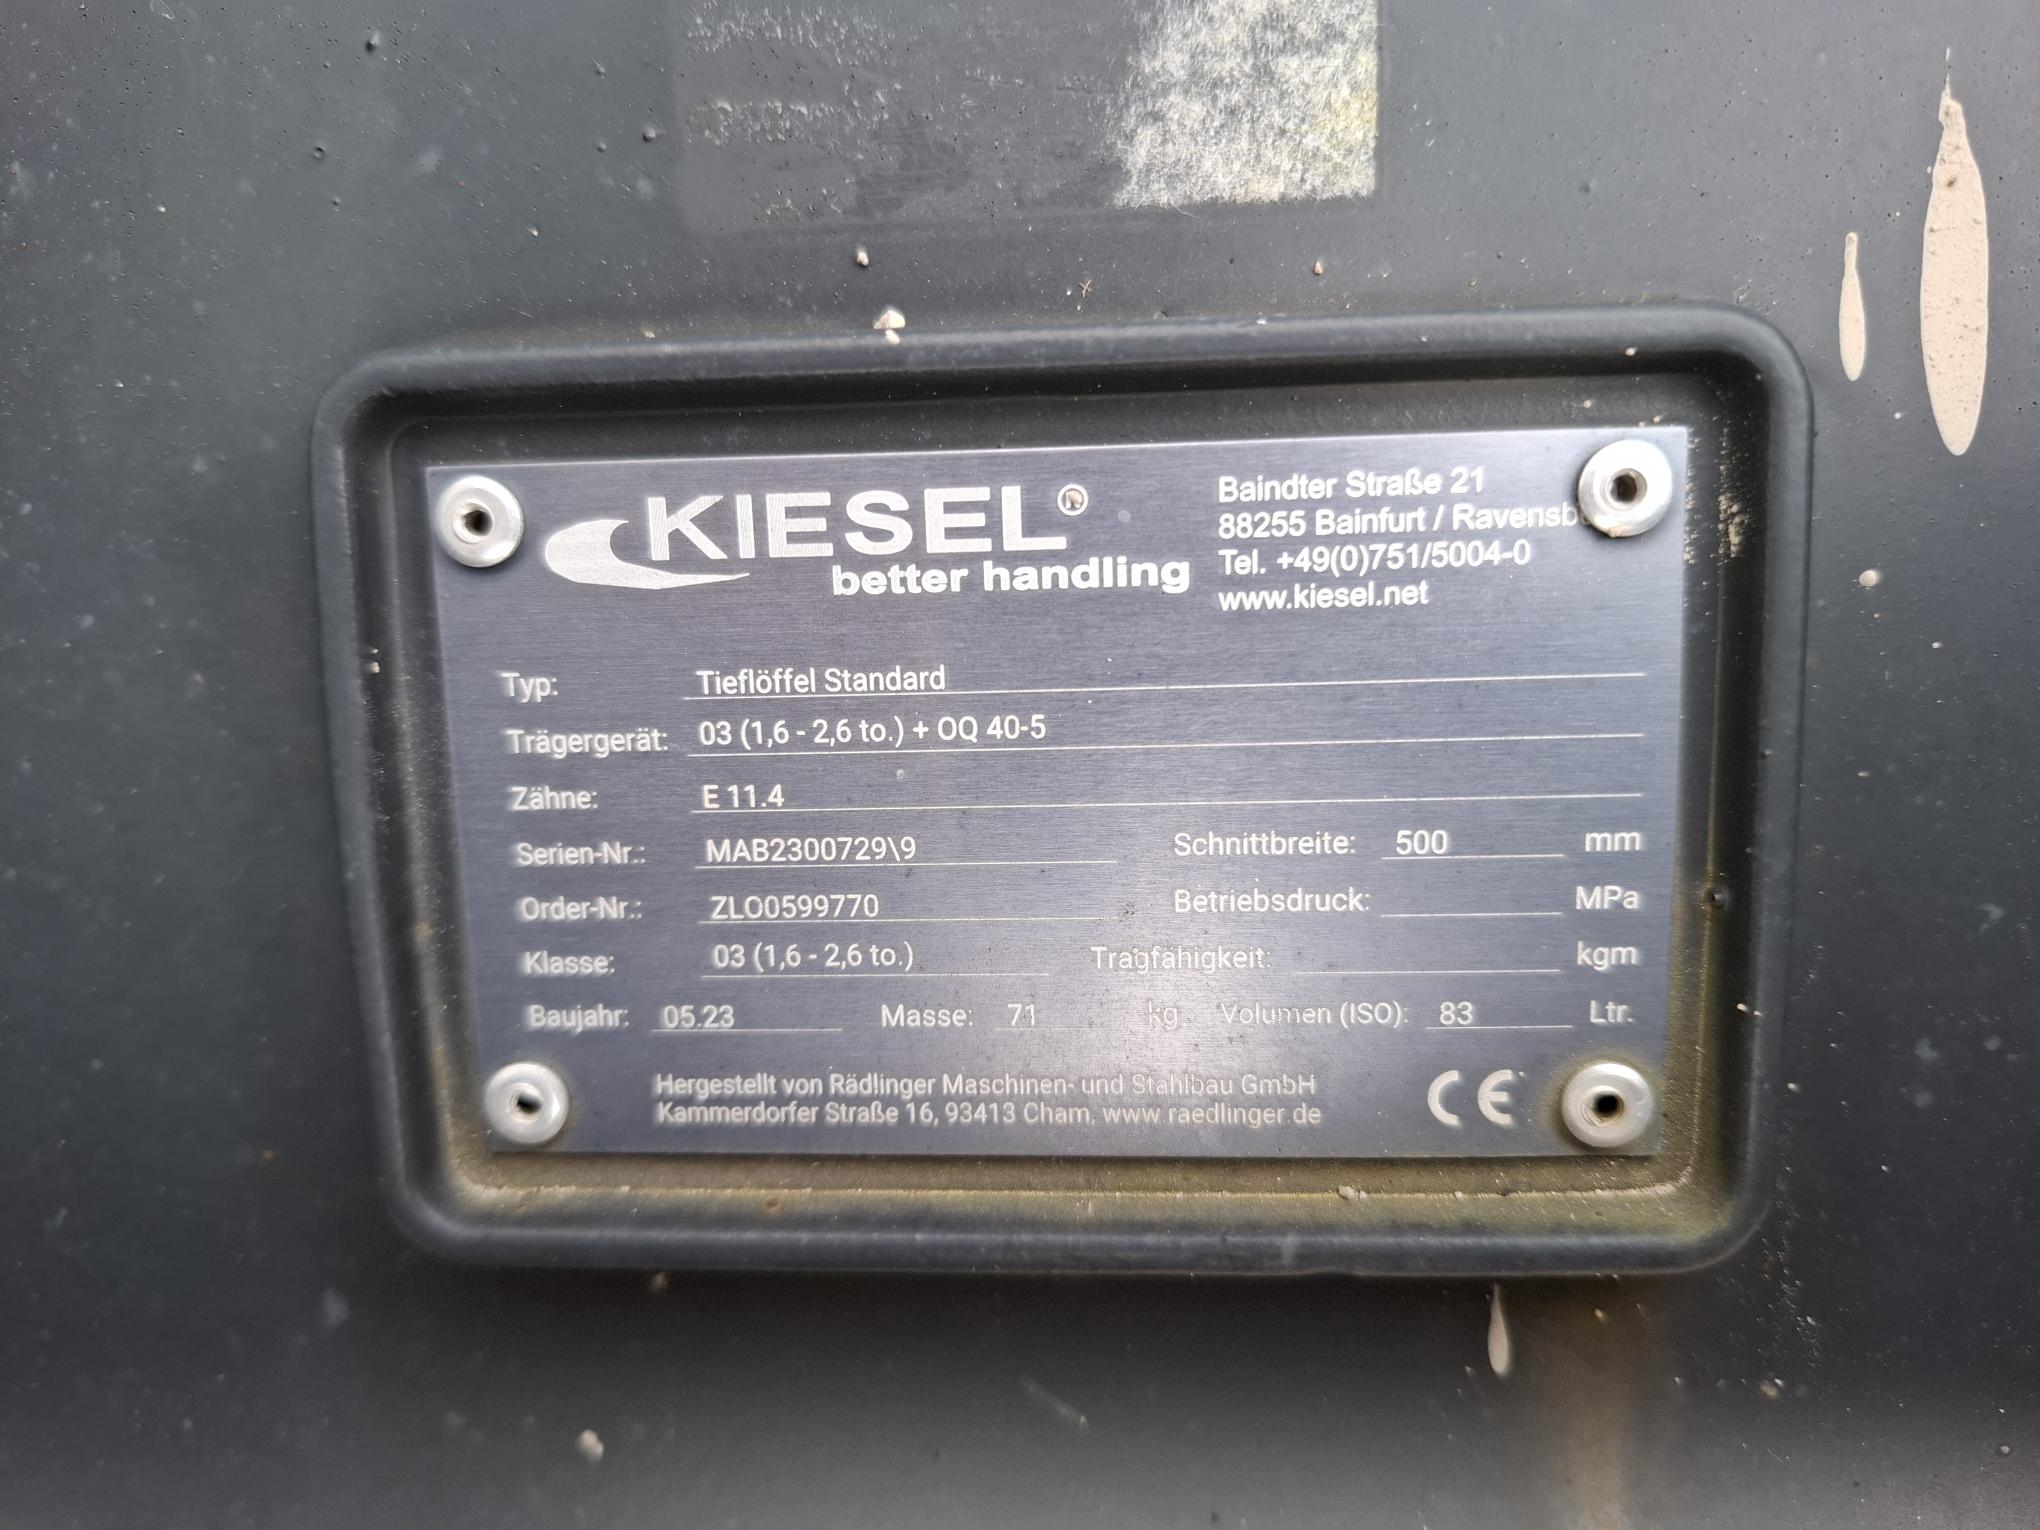 KIESEL®
better handling
Baindter Straße 21
88255 Bainfurt /
Tel. +49(0)751/5004-0
www.kiesel.net
Typ: Tieflöffel Standard
Trägergerät: 03 (1,6 - 2,6 to.) + OQ 40-5
Zähne: E 11.4
Serien-Nr.: MAB2300729\9 Schnittbreite: 500 mm
Order-Nr.: ZLO0599770 Betriebsdruck: MPa
Klasse: 03 (1,6 - 2,6 to.) Tragfähigkeit: kgm
Baujahr: 05.23 Masse: 71 kg Volumen (ISO): 83 Ltr.
Hergestellt von Rädlinger Maschinen- und Stahlbau GmbH
Kammerdorfer Straße 16, 93413 Cham, www.raedlinger.de
CE